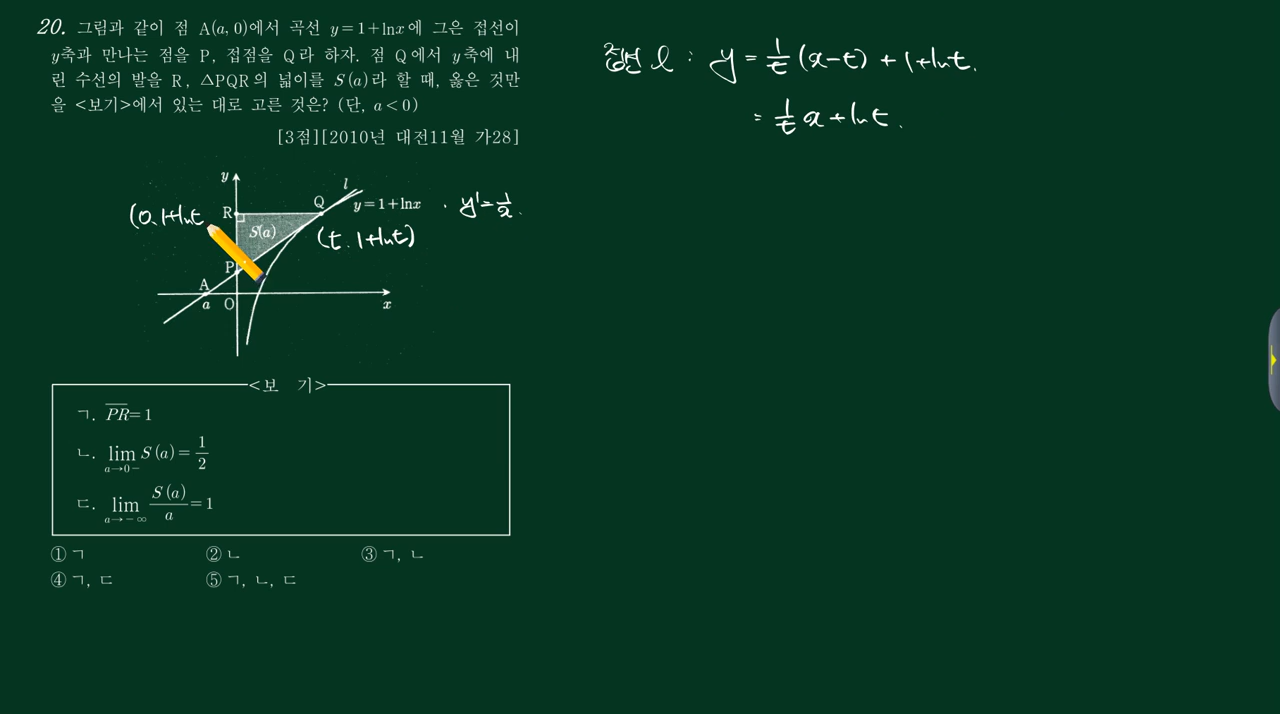 20. 그림과 같이 점 A(a, 0)에서 곡선 y=1+lnx에 그은 접선이
y축과 만나는 점을 P, 접점을 Q라 하자. 점 Q에서 y축에 내
린 수선의 발을 R, △PQR의 넓이를 S(a)라 할 때, 옳은 것만
을 <보기>에서 있는 대로 고른 것은? (단, a<0)
[3점][2010년 대전11월 가28]
접선 l : y = 1/t (x-t) + 1+lnt.
= 1/t x + lnt.
y
l
R
Q
y=1+lnx
· y' = 1/x.
(0, 1+lnt
S(a)
(t, 1+lnt)
P
A
a
O
x
<보 기>
ㄱ. PR=1
ㄴ. lim a→0- S(a) = 1/2
ㄷ. lim a→-∞ S(a)/a = 1
① ㄱ ② ㄴ ③ ㄱ, ㄴ
④ ㄱ, ㄷ ⑤ ㄱ, ㄴ, ㄷ